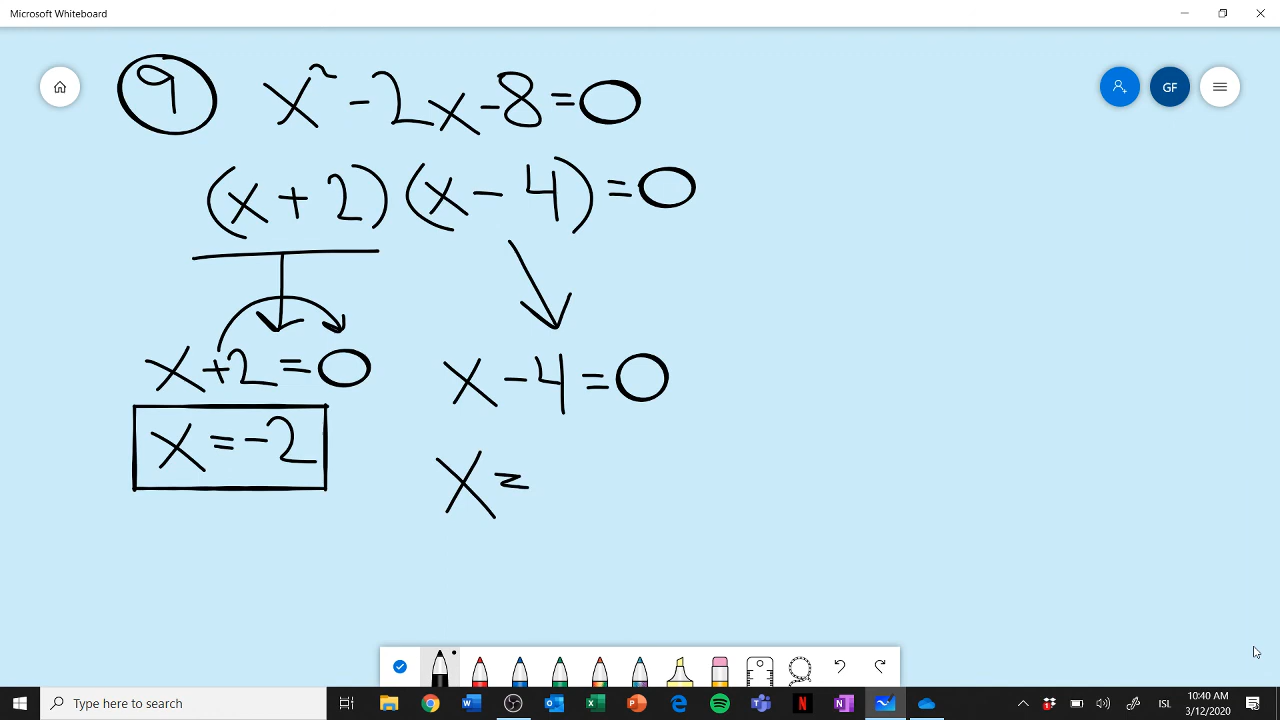 Microsoft Whiteboard
GF
9 x² - 2x - 8 = 0
(x + 2) (x - 4) = 0
x + 2 = 0 x - 4 = 0
x = -2
x =
Type here to search
ISL
10:40 AM
3/12/2020